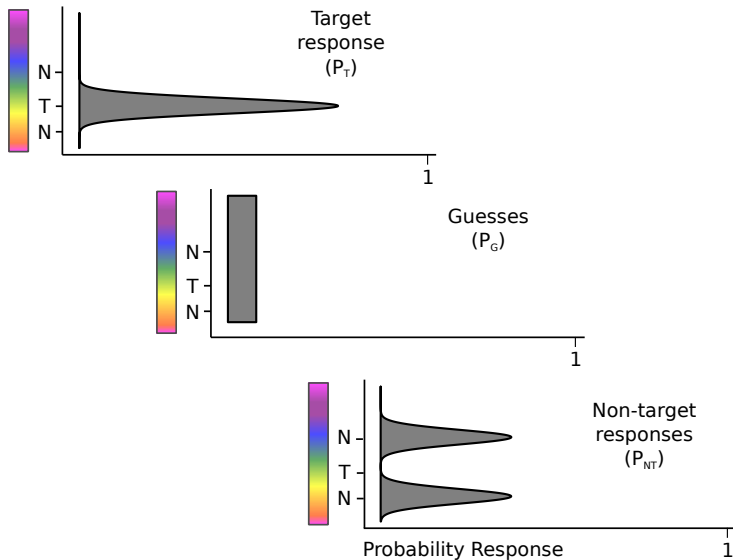 Target
response
(P_T)
N
T
N
1
Guesses
(P_G)
N
T
N
1
Non-target
responses
(P_NT)
N
T
N
Probability Response
1